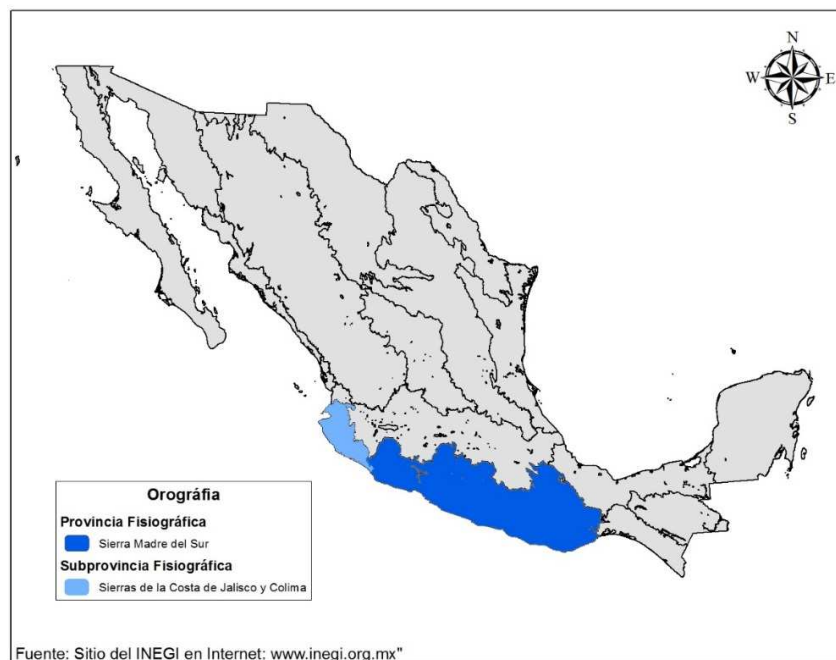 N
W E
S
Orográfia
Provincia Fisiográfica
Sierra Madre del Sur
Subprovincia Fisiográfica
Sierras de la Costa de Jalisco y Colima
Fuente: Sitio del INEGI en Internet: www.inegi.org.mx"